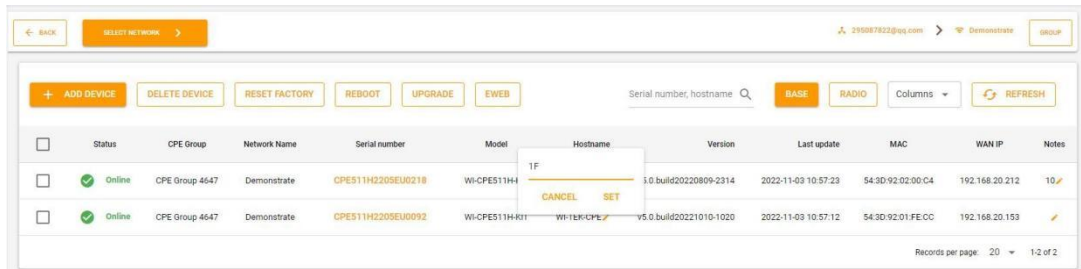 ← BACK
SELECT NETWORK >
295087822@qq.com > Demonstrate
GROUP
+ ADD DEVICE
DELETE DEVICE
RESET FACTORY
REBOOT
UPGRADE
EWEB
Serial number, hostname
BASE
RADIO
Columns
REFRESH
Status CPE Group Network Name Serial number Model Hostname Version Last update MAC WAN IP Notes
Online CPE Group 4647 Demonstrate CPE511H2205EU0218 WI-CPE511H-K 5.0.build20220809-2314 2022-11-03 10:57:23 54:3D:92:02:00:C4 192.168.20.212 10
1F
CANCEL SET
Online CPE Group 4647 Demonstrate CPE511H2205EU0092 WI-CPE511H-KIT WI-TEK-CPE v5.0.build20221010-1020 2022-11-03 10:57:12 54:3D:92:01:FE:CC 192.168.20.153
Records per page: 20 1-2 of 2